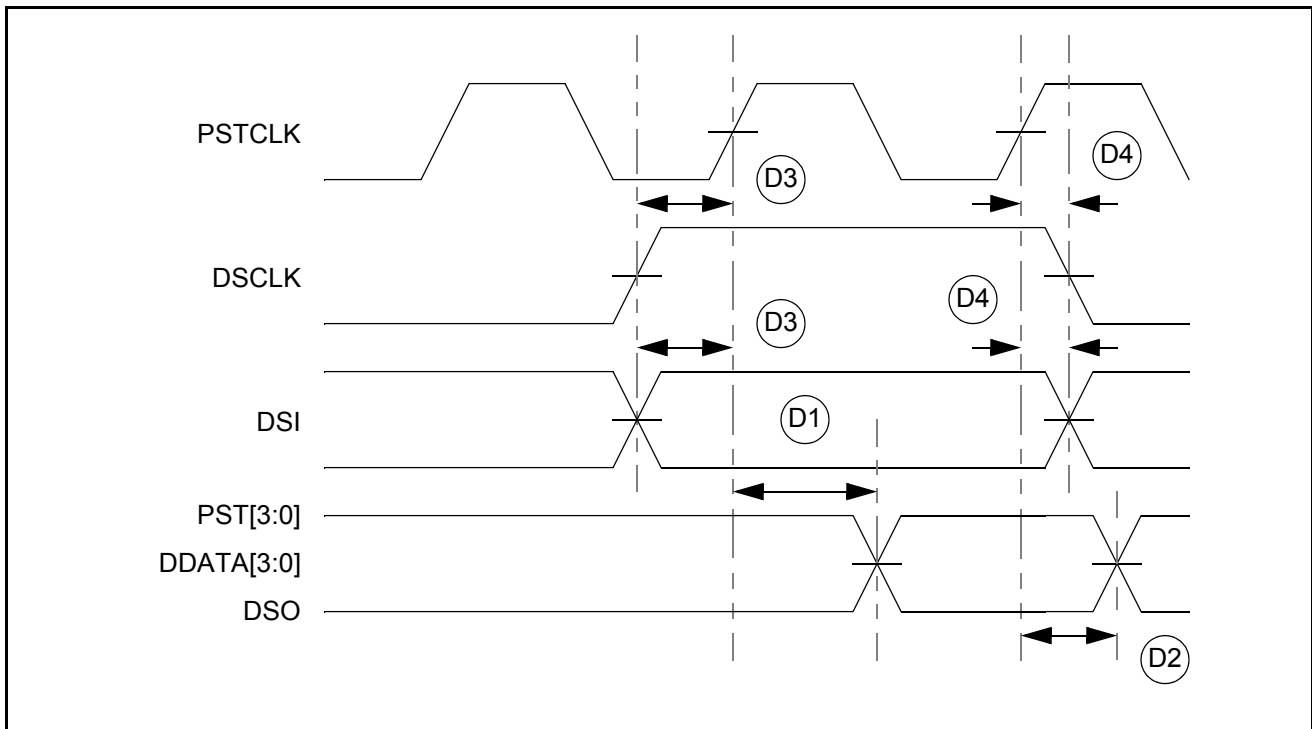 PSTCLK
D3
D4
DSCLK
D3
D4
DSI
D1
PST[3:0]
DDATA[3:0]
DSO
D2